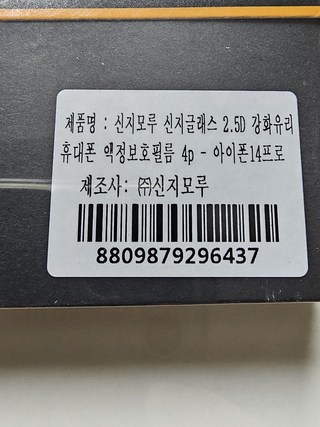 제품명 : 신지모루 신지글래스 2.5D 강화유리
휴대폰 액정보호필름 4p - 아이폰14프로
제조사: ㈜신지모루
8809879296437